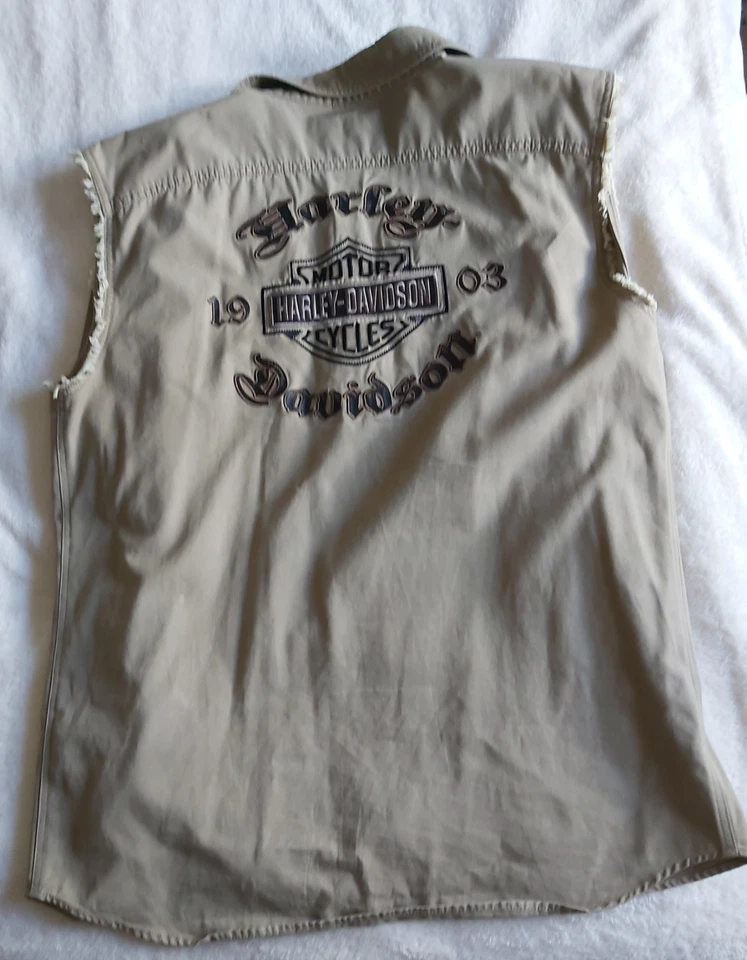 Harley
MOTOR
19 HARLEY-DAVIDSON 03
CYCLES
Davidson